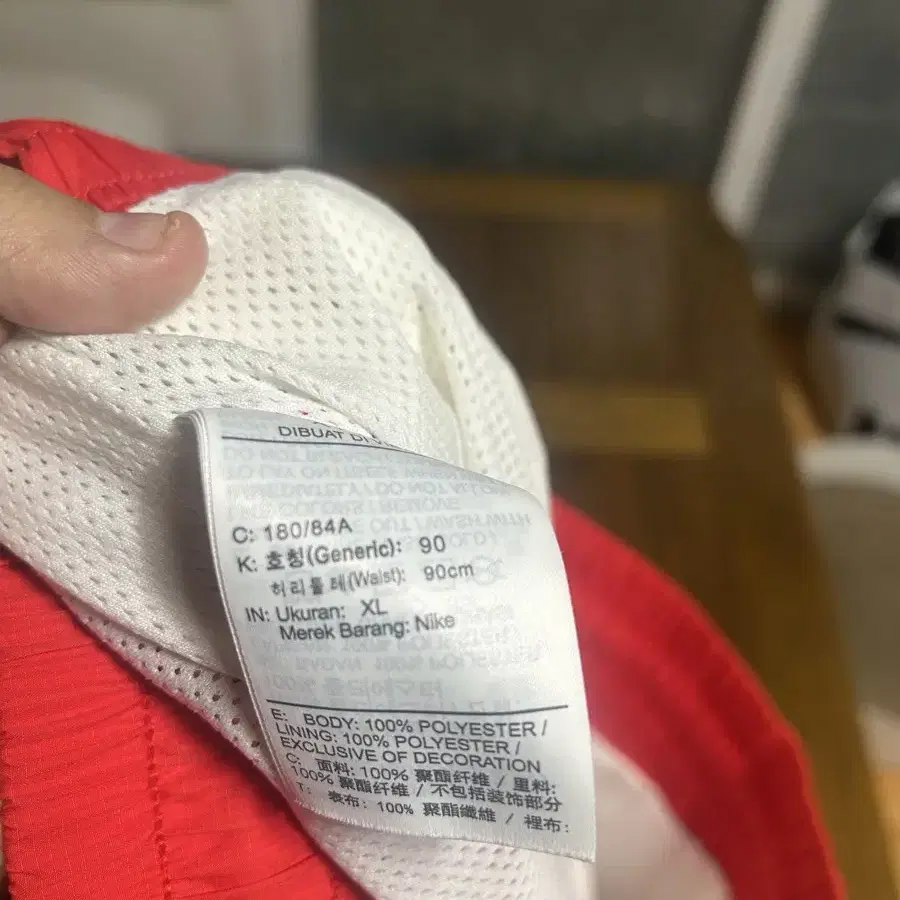 DIBUAT DI
C: 180/84A
K: 호칭(Generic): 90
허리둘레(Waist): 90cm
IN: Ukuran: XL
Merek Barang: Nike
E: BODY: 100% POLYESTER /
LINING: 100% POLYESTER /
EXCLUSIVE OF DECORATION
C: 面料: 100% 聚酯纤维 / 里料:
100% 聚酯纤维 / 不包括装饰部分
T: 表布: 100% 聚酯纖維 / 裡布: